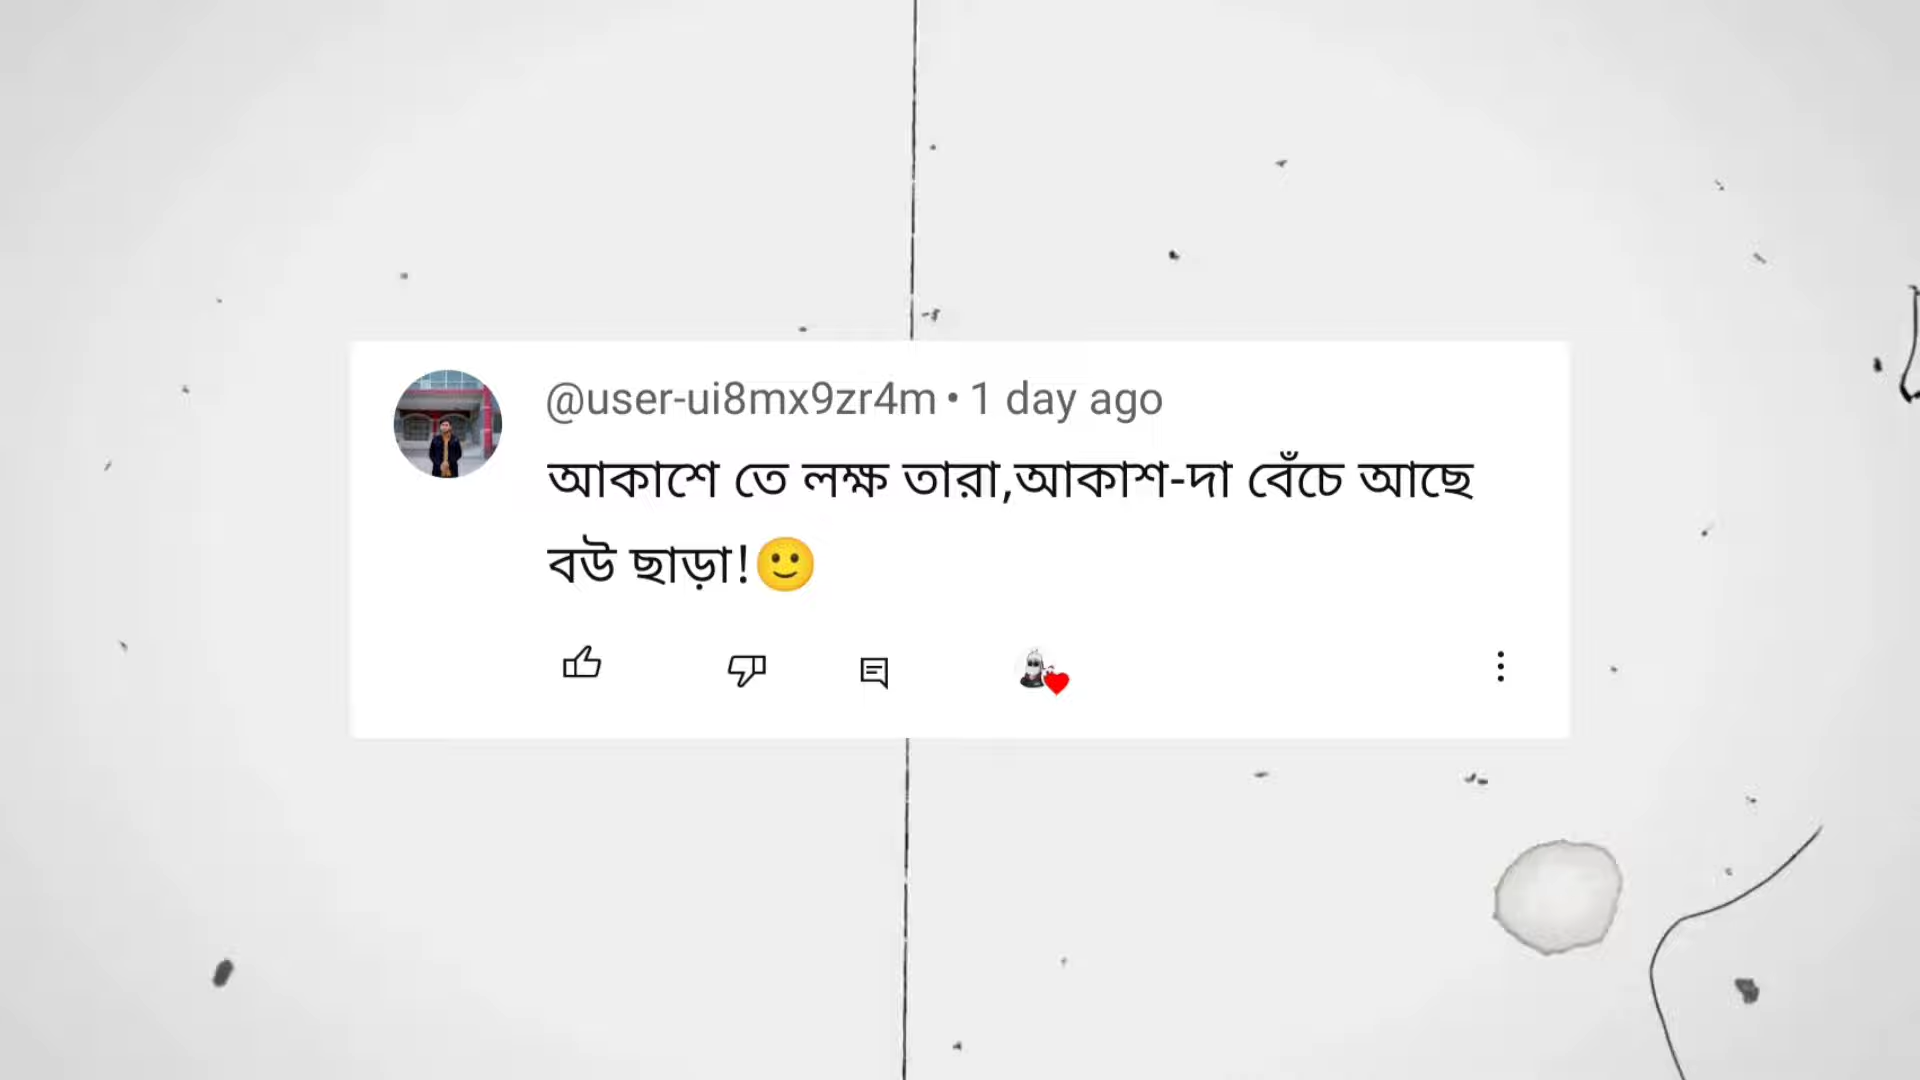 @user-ui8mx9zr4m • 1 day ago
আকাশে তে লক্ষ তারা,আকাশ-দা বেঁচে আছে
বউ ছাড়া!🙂